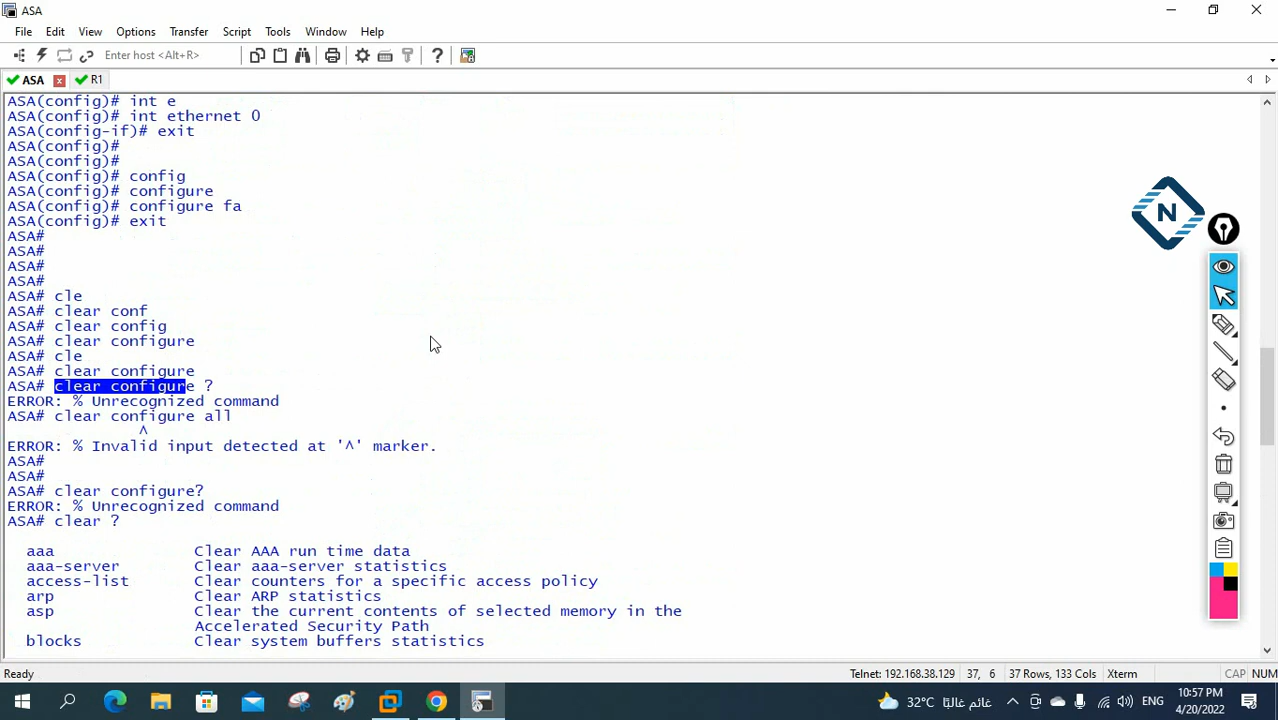 ASA
File Edit View Options Transfer Script Tools Window Help
Enter host <Alt+R>
ASA R1
ASA(config)# int e
ASA(config)# int ethernet 0
ASA(config-if)# exit
ASA(config)#
ASA(config)#
ASA(config)# config
ASA(config)# configure
ASA(config)# configure fa
ASA(config)# exit
ASA#
ASA#
ASA#
ASA#
ASA# cle
ASA# clear conf
ASA# clear config
ASA# clear configure
ASA# cle
ASA# clear configure
ASA# clear configure ?
ERROR: % Unrecognized command
ASA# clear configure all
^
ERROR: % Invalid input detected at '^' marker.
ASA#
ASA#
ASA# clear configure?
ERROR: % Unrecognized command
ASA# clear ?
aaa Clear AAA run time data
aaa-server Clear aaa-server statistics
access-list Clear counters for a specific access policy
arp Clear ARP statistics
asp Clear the current contents of selected memory in the
Accelerated Security Path
blocks Clear system buffers statistics
N
Ready Telnet: 192.168.38.129 37, 6 37 Rows, 133 Cols Xterm CAP NUM
32°C غائم غالبًا ENG 10:57 PM
4/20/2022